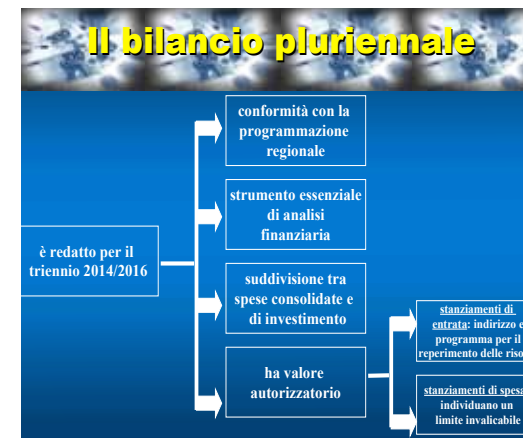 Il bilancio pluriennale
conformità con la
programmazione
regionale
strumento essenziale
di analisi
finanziaria
è redatto per il
triennio 2014/2016
suddivisione tra
spese consolidate e
di investimento
ha valore
autorizzatorio
stanziamenti di
entrata: indirizzo e
programma per il
reperimento delle
stanziamenti di spesa
individuano un
limite invalicabile